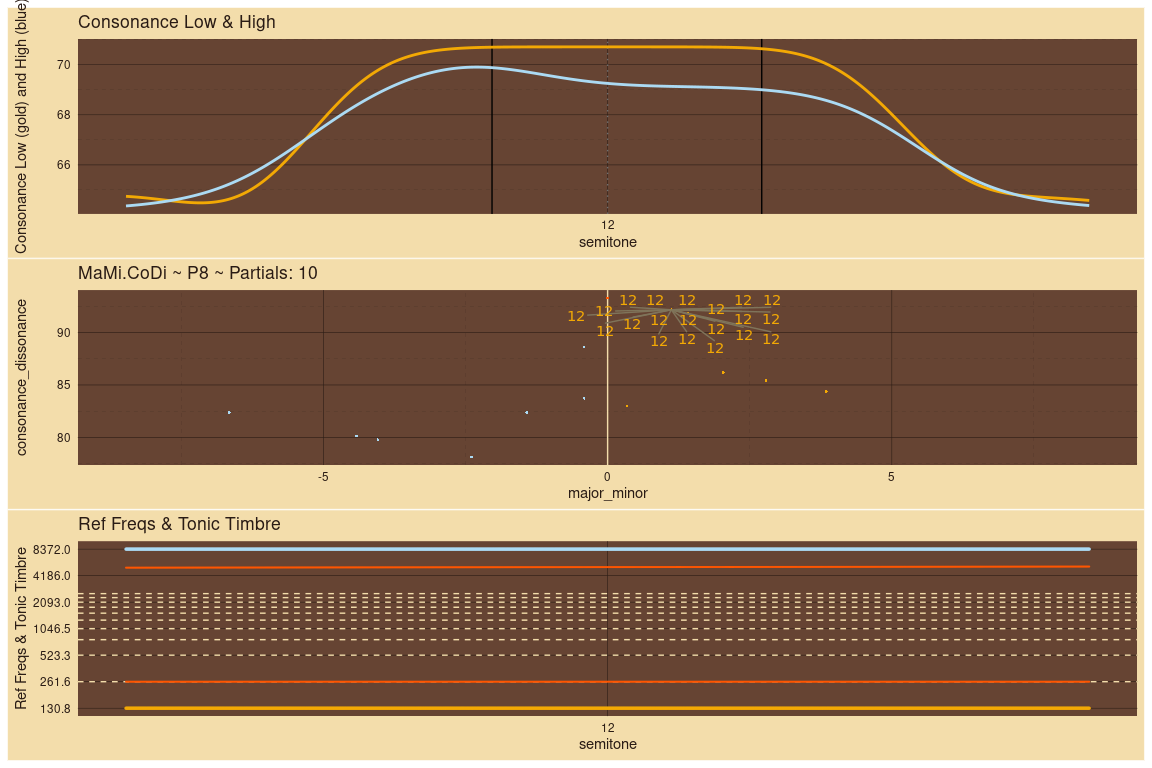 Consonance Low & High
Consonance Low (gold) and High (blue)
70
68
66
12
semitone
MaMi.CoDi ~ P8 ~ Partials: 10
consonance_dissonance
90
85
80
12 12 12 12 12
12 12 12
12 12 12 12 12
12 12 12
12 12 12
12
-5 0 5
major_minor
Ref Freqs & Tonic Timbre
Ref Freqs & Tonic Timbre
8372.0
4186.0
2093.0
1046.5
523.3
261.6
130.8
12
semitone